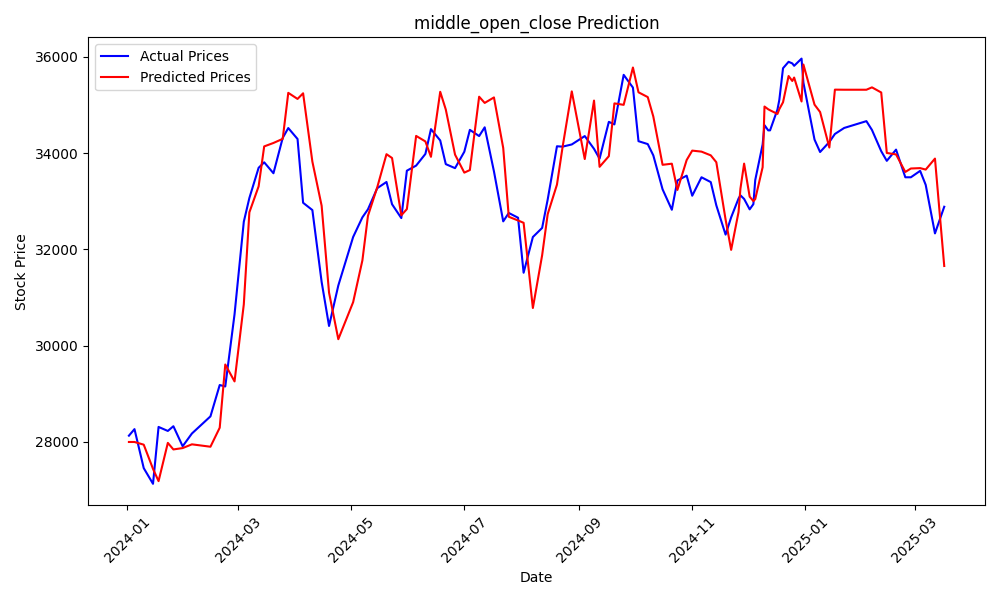 middle_open_close Prediction
Actual Prices
Predicted Prices
36000
35000
34000
32000
30000
28000
Stock Price
2024-01
2024-03
2024-05
2024-07
2024-09
2024-11
2025-01
2025-03
Date